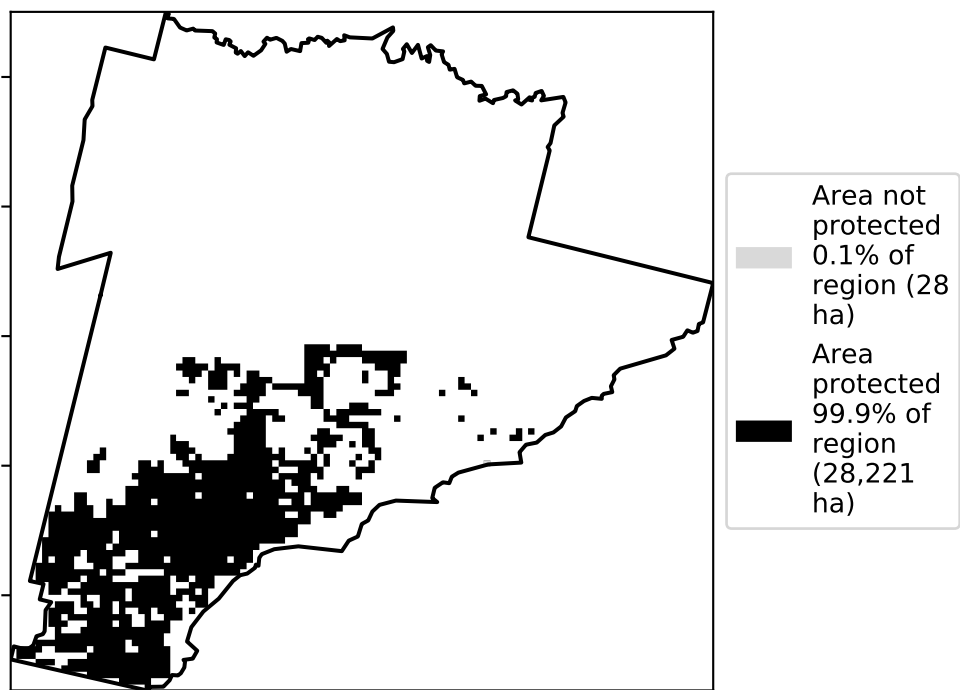 Area not
protected
0.1% of
region (28
ha)
Area
protected
99.9% of
region
(28,221
ha)